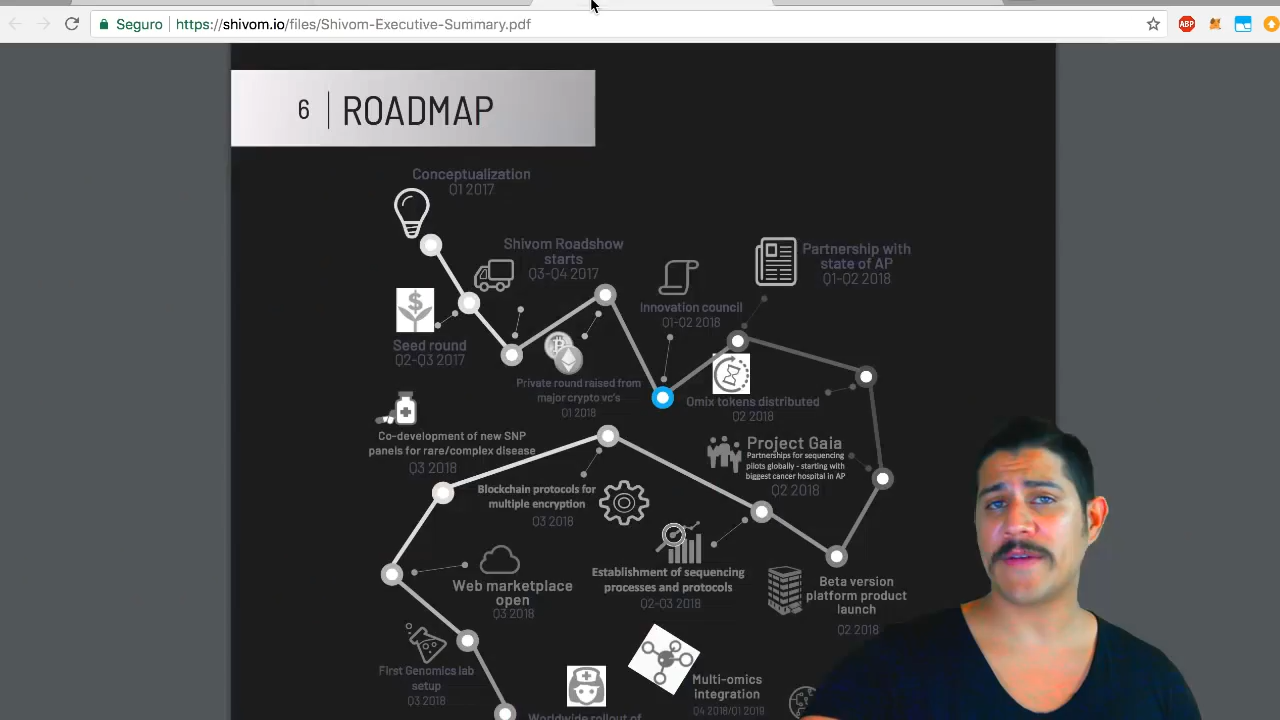 Seguro
https://shivom.io/files/Shivom-Executive-Summary.pdf
ABP
6
ROADMAP
Conceptualization
Q1 2017
Shivom Roadshow
starts
Q3-Q4 2017
Partnership with
state of AP
Q1-Q2 2018
Innovation council
Q1-Q2 2018
Seed round
Q2-Q3 2017
Private round raised from
major crypto vc's
Q1 2018
Omix tokens distributed
Q2 2018
Co-development of new SNP
panels for rare/complex disease
Q3 2018
Project Gaia
Partnerships for sequencing
pilots globally - starting with
biggest cancer hospital in AP
Q2 2018
Blockchain protocols for
multiple encryption
Q3 2018
Establishment of sequencing
processes and protocols
Q2-Q3 2018
Web marketplace
open
Q3 2018
Beta version
platform product
launch
Q2 2018
First Genomics lab
setup
Q3 2018
Multi-omics
integration
Q4 2018/Q1 2019
Worldwide rollout of